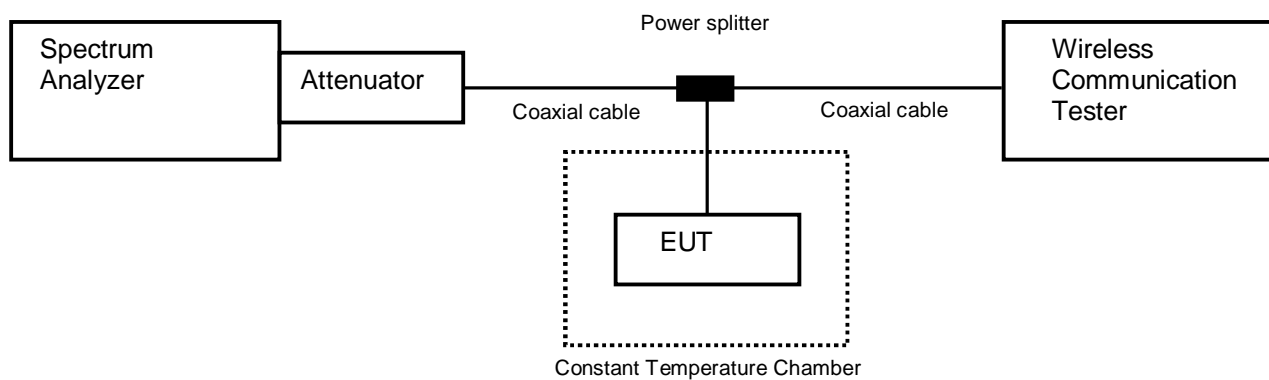 Power splitter
Spectrum
Analyzer
Attenuator
Wireless
Communication
Tester
Coaxial cable
Coaxial cable
EUT
Constant Temperature Chamber